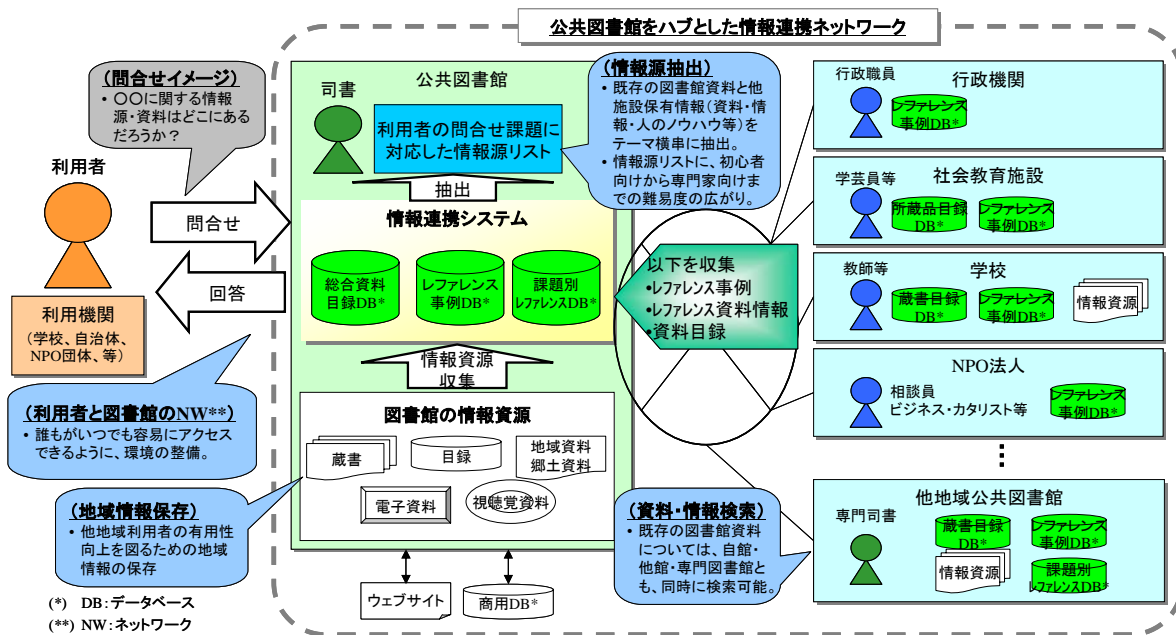 公共図書館をハブとした情報連携ネットワーク
(問合せイメージ)
・ 〇〇に関する情報
源・資料はどこにある
だろうか？
利用者
利用機関
(学校、自治体、
NPO団体、等)
問合せ
回答
(利用者と図書館のNW**)
・ 誰もがいつでも容易にアクセス
できるように、環境の整備。
(地域情報保存)
・ 他地域利用者の有用性
向上を図るための地域
情報の保存
(*) DB：データベース
(**) NW：ネットワーク
公共図書館
司書
利用者の問合せ課題に
対応した情報源リスト
抽出
情報連携システム
総合資料
目録DB*
レファレンス
事例DB*
課題別
レファレンスDB*
情報資源
収集
図書館の情報資源
蔵書
目録
地域資料
郷土資料
電子資料
視聴覚資料
ウェブサイト
商用DB*
(情報源抽出)
・ 既存の図書館資料と他
施設保有情報(資料・情
報・人のノウハウ等)を
テーマ横串に抽出。
・ 情報源リストに、初心者
向けから専門家向けま
での難易度の広がり。
以下を収集
・レファレンス事例
・レファレンス資料情報
・資料目録
(資料・情報検索)
・ 既存の図書館資料
については、自館・
他館・専門図書館と
も、同時に検索可能。
行政機関
行政職員
レファレンス
事例DB*
社会教育施設
学芸員等
所蔵品目録
DB*
レファレンス
事例DB*
学校
教師等
蔵書目録
DB*
レファレンス
事例DB*
情報資源
NPO法人
相談員
ビジネス・カタリスト等
レファレンス
事例DB*
⋮
他地域公共図書館
専門司書
蔵書目録
DB*
レファレンス
事例DB*
情報資源
課題別
レファレンスDB*